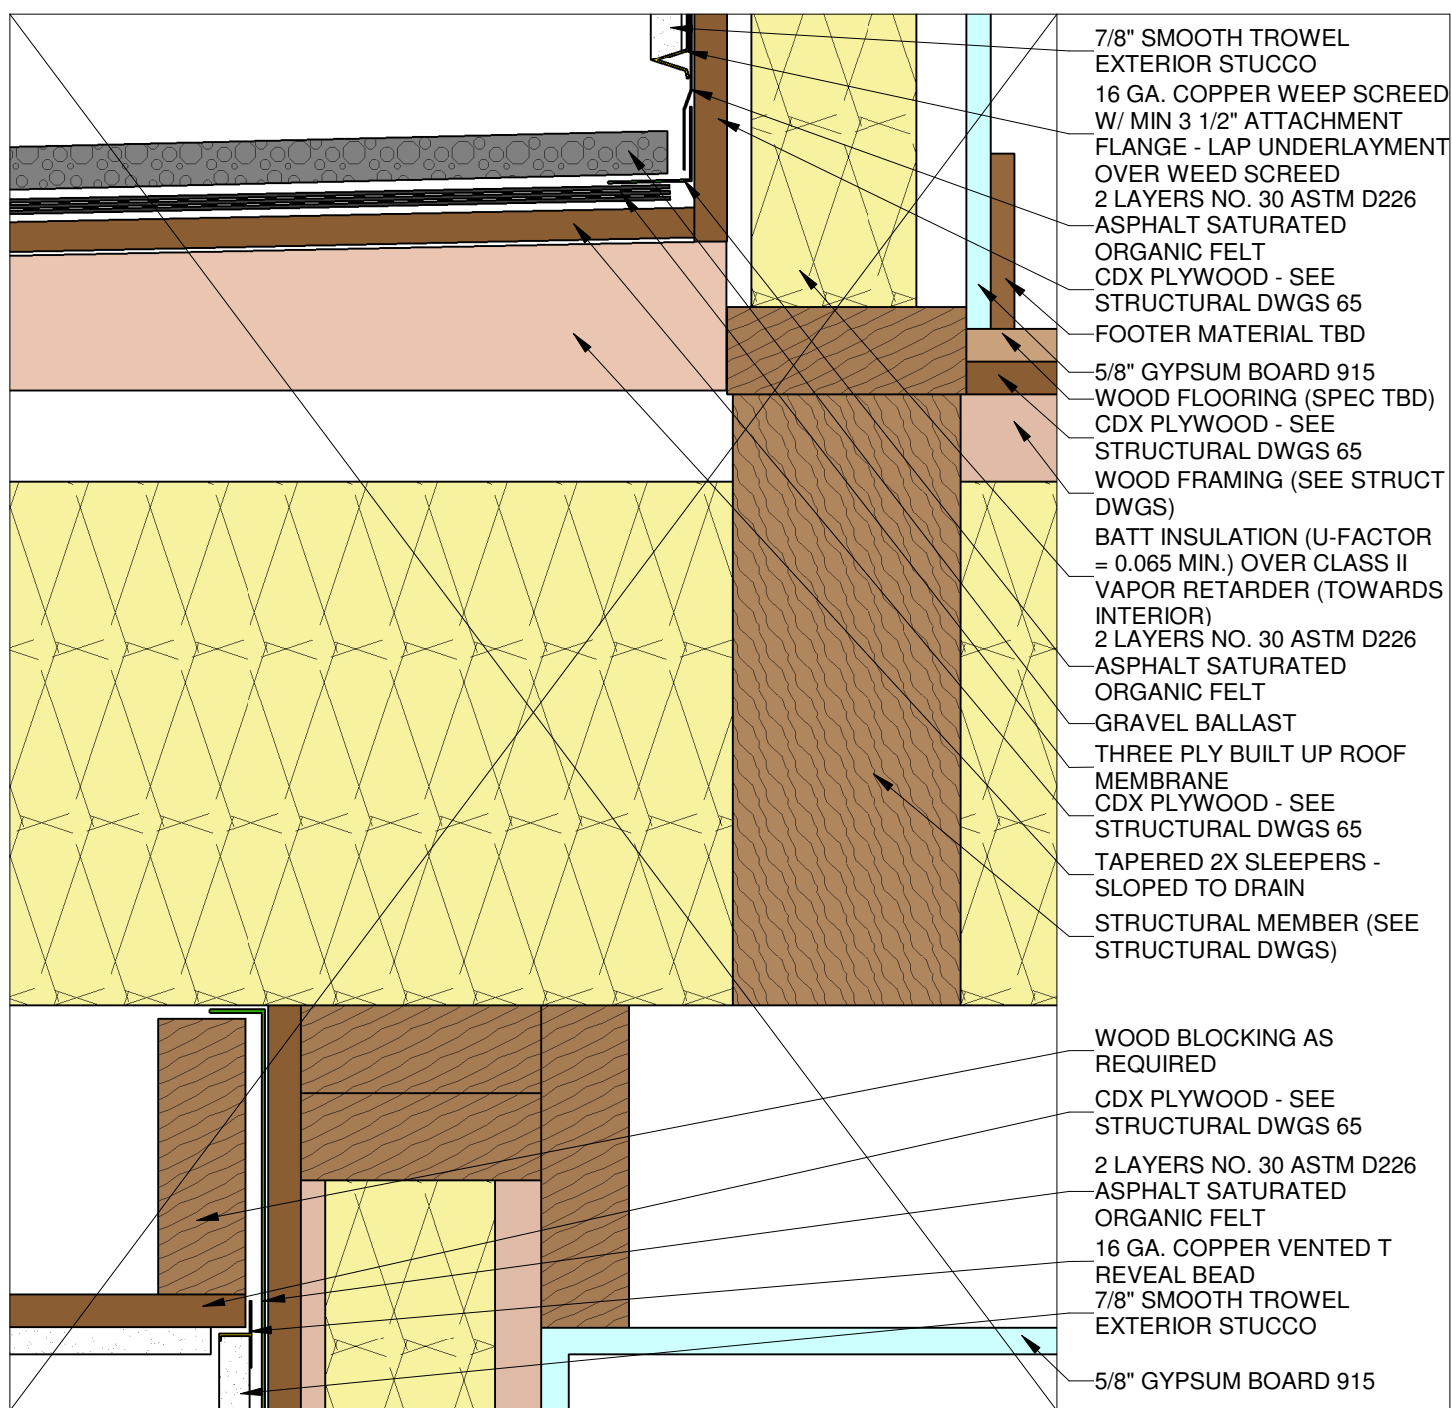 7/8" SMOOTH TROWEL
EXTERIOR STUCCO
16 GA. COPPER WEEP SCREED
W/ MIN 3 1/2" ATTACHMENT
FLANGE - LAP UNDERLAYMENT
OVER WEED SCREED
2 LAYERS NO. 30 ASTM D226
ASPHALT SATURATED
ORGANIC FELT
CDX PLYWOOD - SEE
STRUCTURAL DWGS 65
FOOTER MATERIAL TBD
5/8" GYPSUM BOARD 915
WOOD FLOORING (SPEC TBD)
CDX PLYWOOD - SEE
STRUCTURAL DWGS 65
WOOD FRAMING (SEE STRUCT
DWGS)
BATT INSULATION (U-FACTOR
= 0.065 MIN.) OVER CLASS II
VAPOR RETARDER (TOWARDS
INTERIOR)
2 LAYERS NO. 30 ASTM D226
ASPHALT SATURATED
ORGANIC FELT
GRAVEL BALLAST
THREE PLY BUILT UP ROOF
MEMBRANE
CDX PLYWOOD - SEE
STRUCTURAL DWGS 65
TAPERED 2X SLEEPERS -
SLOPED TO DRAIN
STRUCTURAL MEMBER (SEE
STRUCTURAL DWGS)
WOOD BLOCKING AS
REQUIRED
CDX PLYWOOD - SEE
STRUCTURAL DWGS 65
2 LAYERS NO. 30 ASTM D226
ASPHALT SATURATED
ORGANIC FELT
16 GA. COPPER VENTED T
REVEAL BEAD
7/8" SMOOTH TROWEL
EXTERIOR STUCCO
5/8" GYPSUM BOARD 915